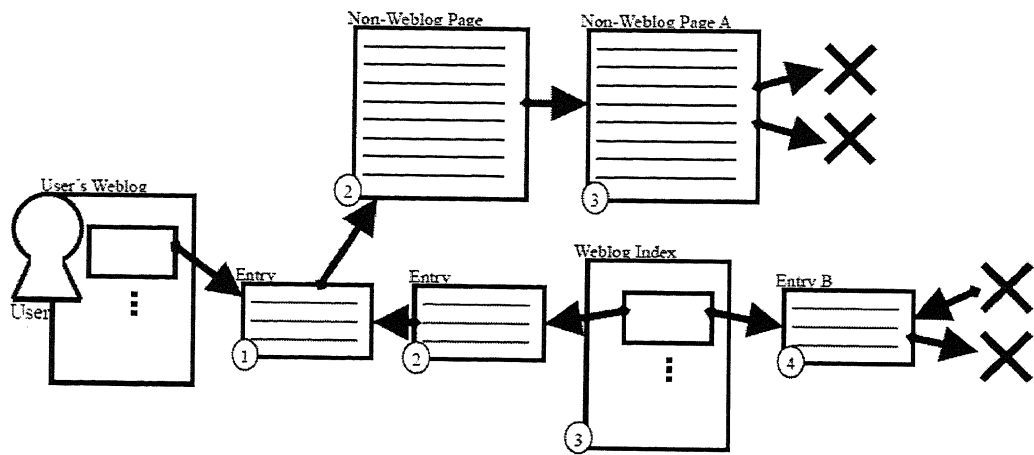 Non-Weblog Page
Non-Weblog Page A
2
3
User's Weblog
User
Entry
1
Entry
2
Weblog Index
3
Entry B
4